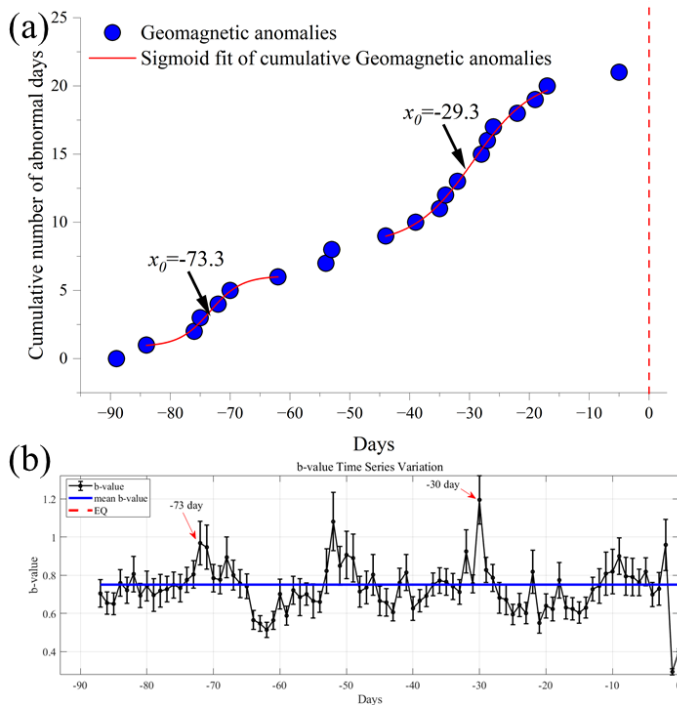 (a)
Geomagnetic anomalies
Sigmoid fit of cumulative Geomagnetic anomalies
Cumulative number of abnormal days
25
20
15
10
5
0
x0=-29.3
x0=-73.3
−90 −80 −70 −60 −50 −40 −30 −20 −10 0
Days
(b)
b-value Time Series Variation
b-value
mean b-value
EQ
-73 day
-30 day
b-value
1.2
1
0.8
0.6
0.4
-90 -80 -70 -60 -50 -40 -30 -20 -10 0
Days